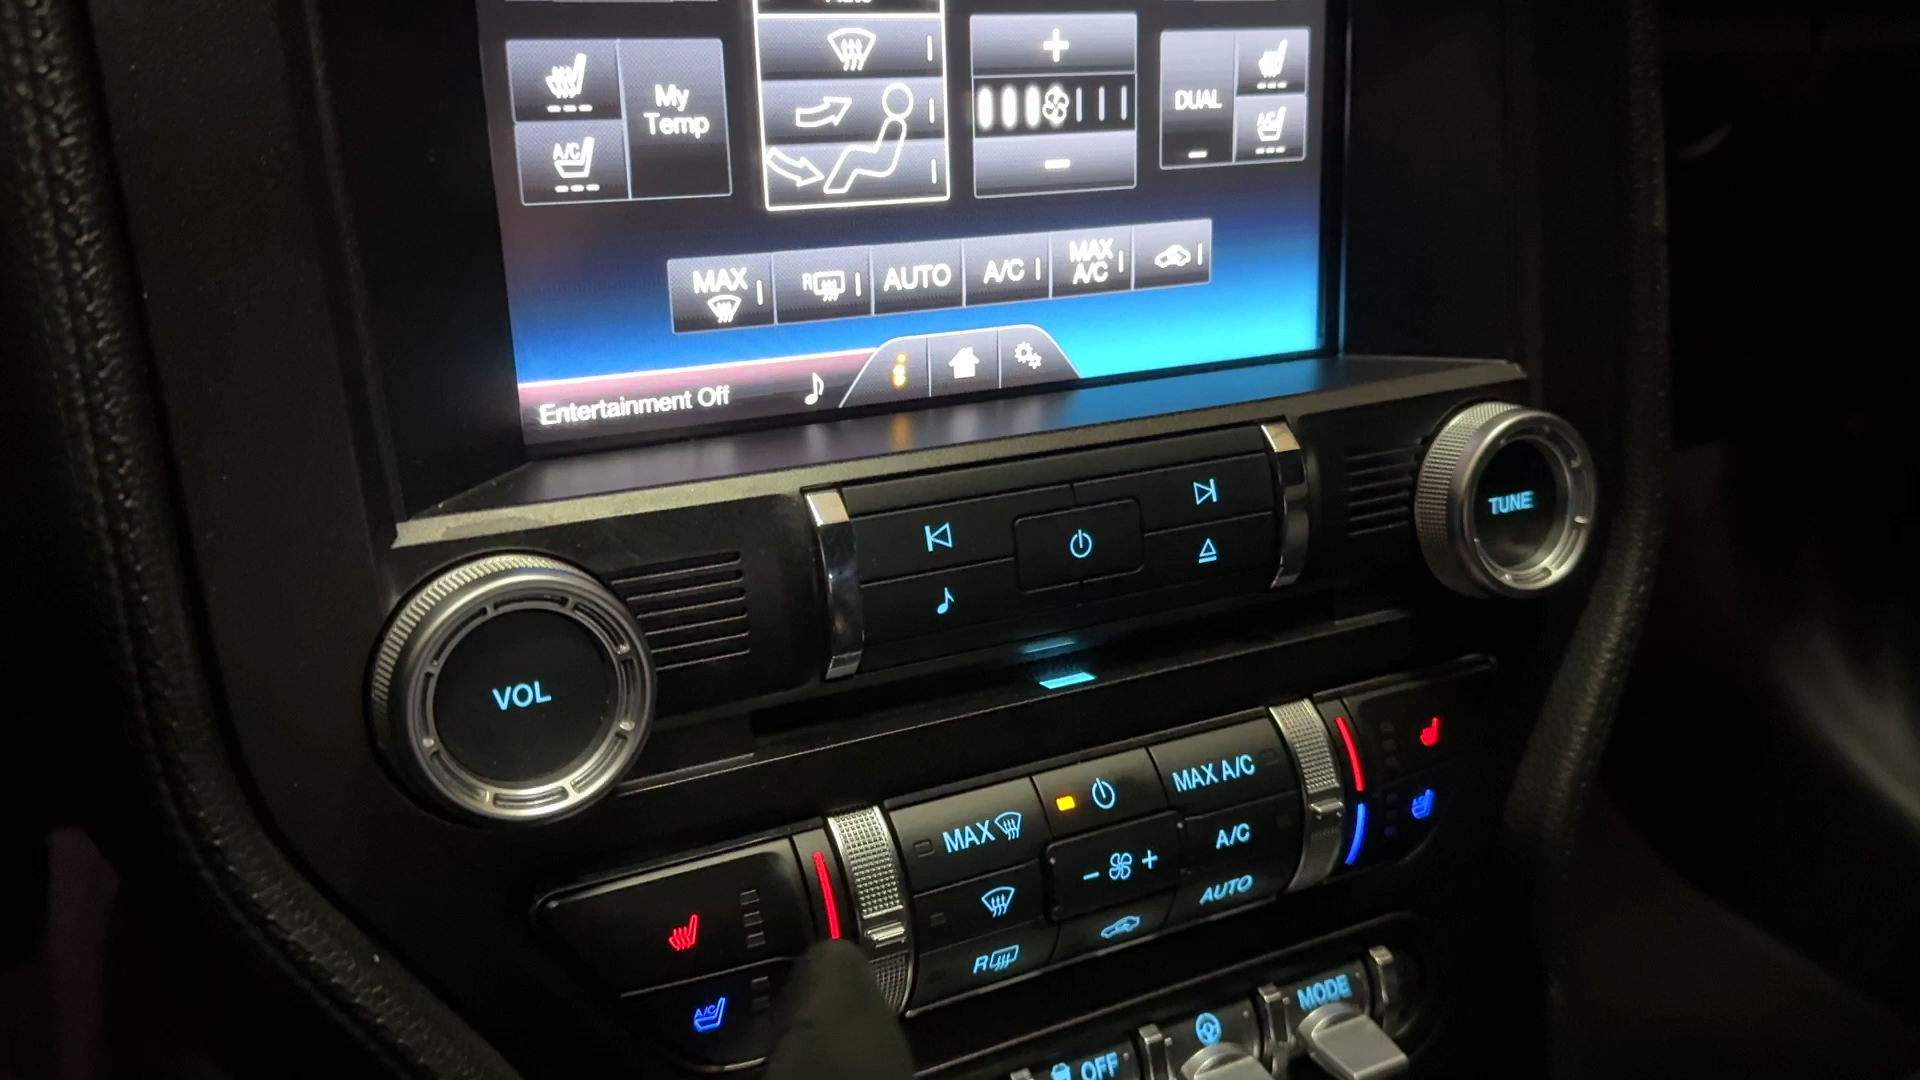 My
Temp
A/C
DUAL
A/C
MAX
R
AUTO
A/C
MAX
A/C
Entertainment Off
TUNE
VOL
MAX
MAX A/C
A/C
AUTO
R
A/C
A/C
MODE
OFF